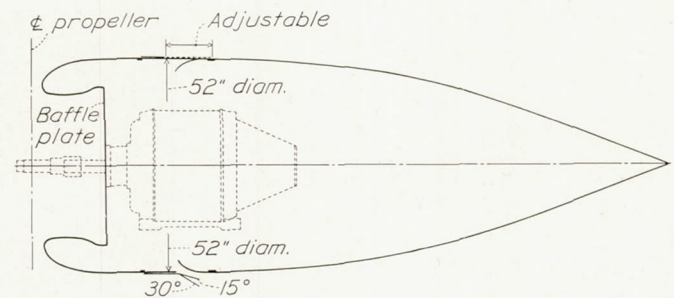 ℄ propeller
Adjustable
52" diam.
Baffle
plate
52" diam.
30° 15°